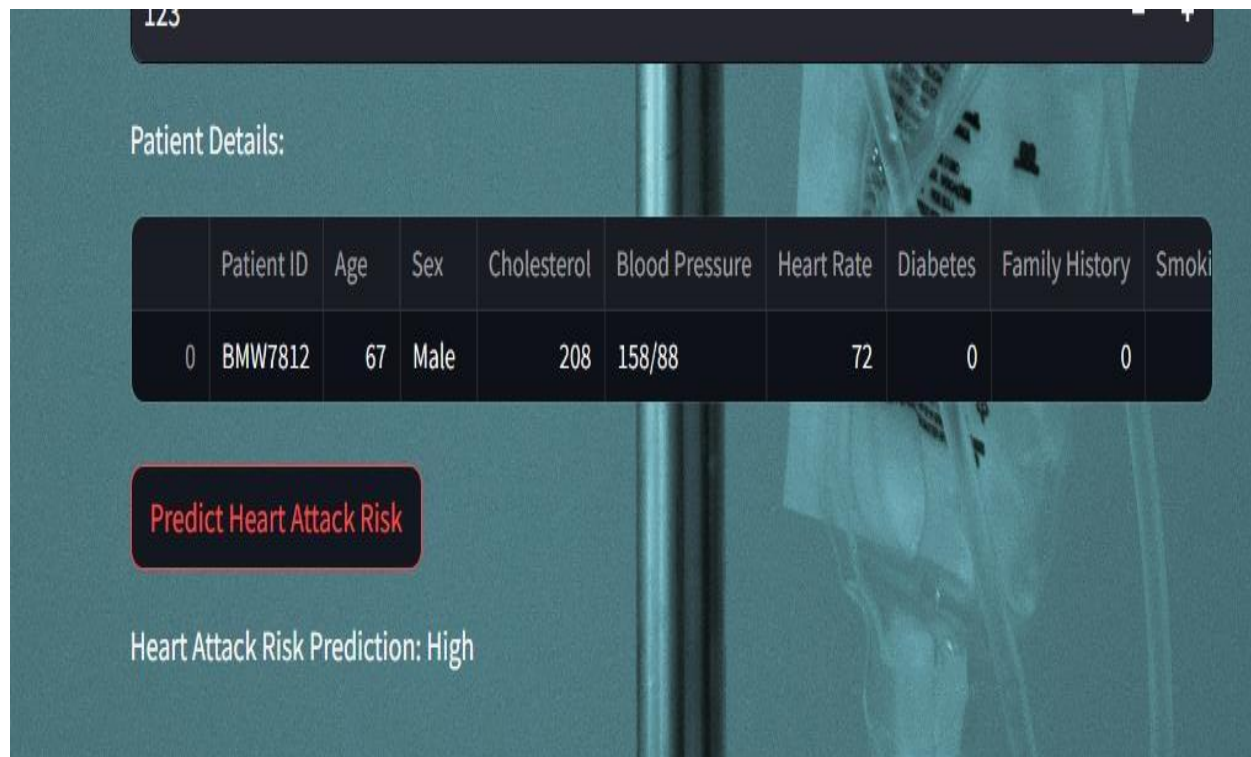 123 - +
Patient Details:
Patient ID Age Sex Cholesterol Blood Pressure Heart Rate Diabetes Family History Smoki
0 BMW7812 67 Male 208 158/88 72 0 0
Predict Heart Attack Risk
Heart Attack Risk Prediction: High